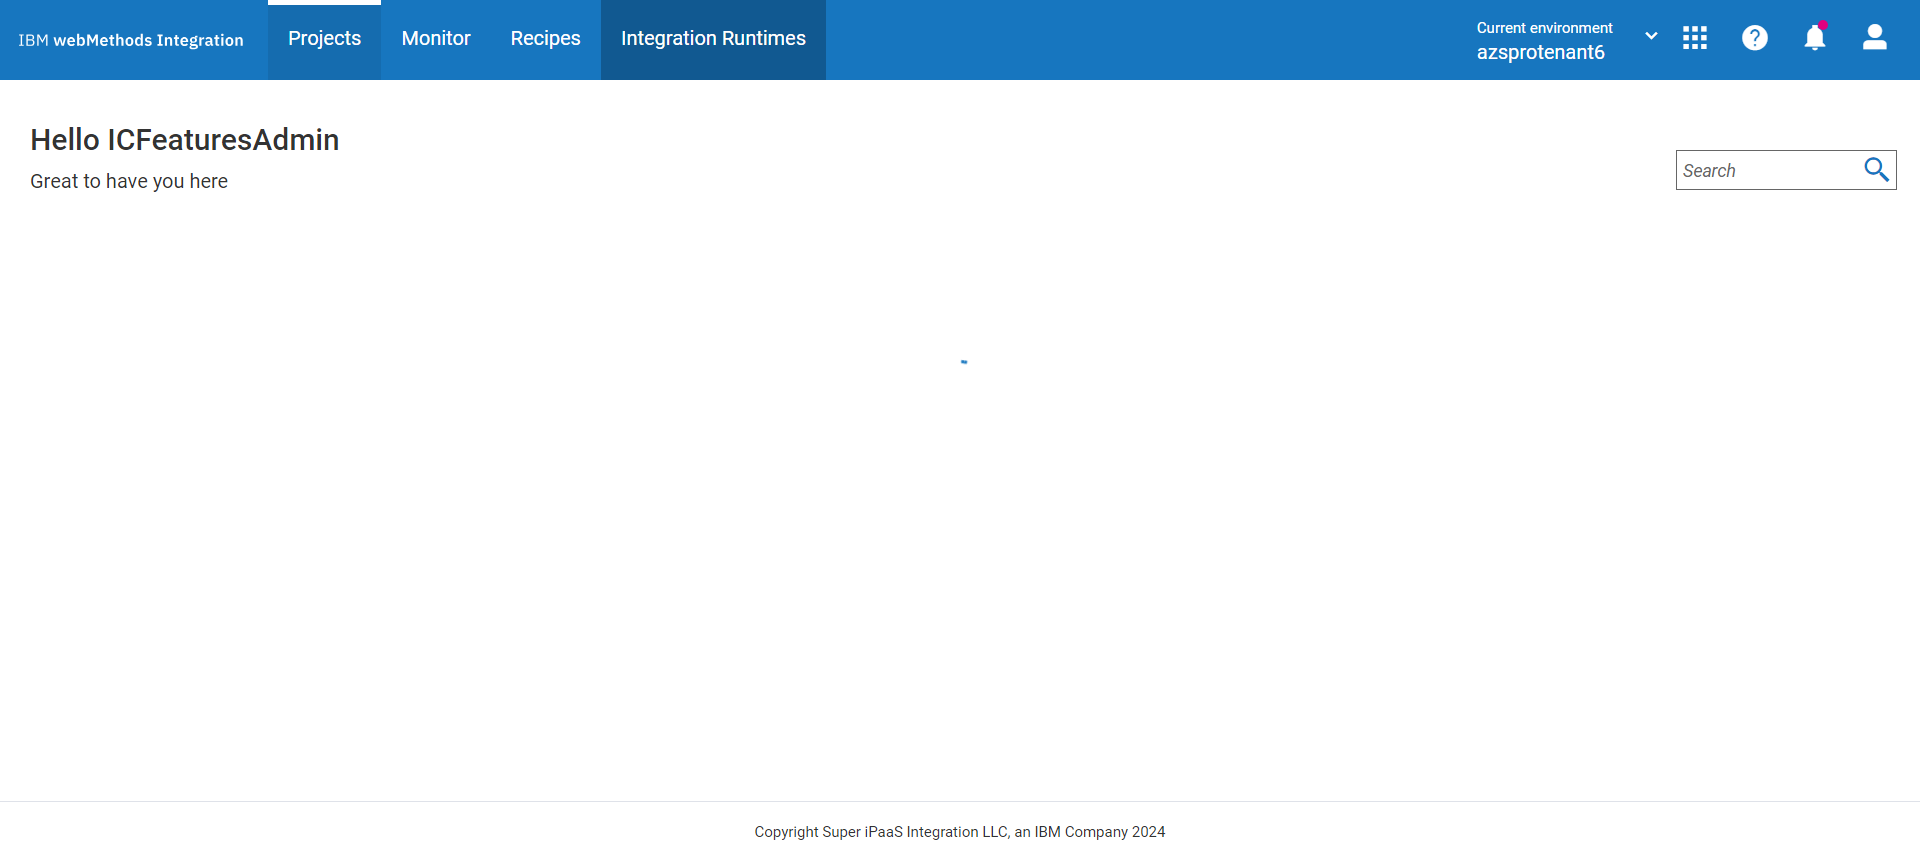 IBM webMethods Integration
Projects
Monitor
Recipes
Integration Runtimes
Current environment
azsprotenant6
Hello ICFeaturesAdmin
Great to have you here
Search
Copyright Super iPaaS Integration LLC, an IBM Company 2024